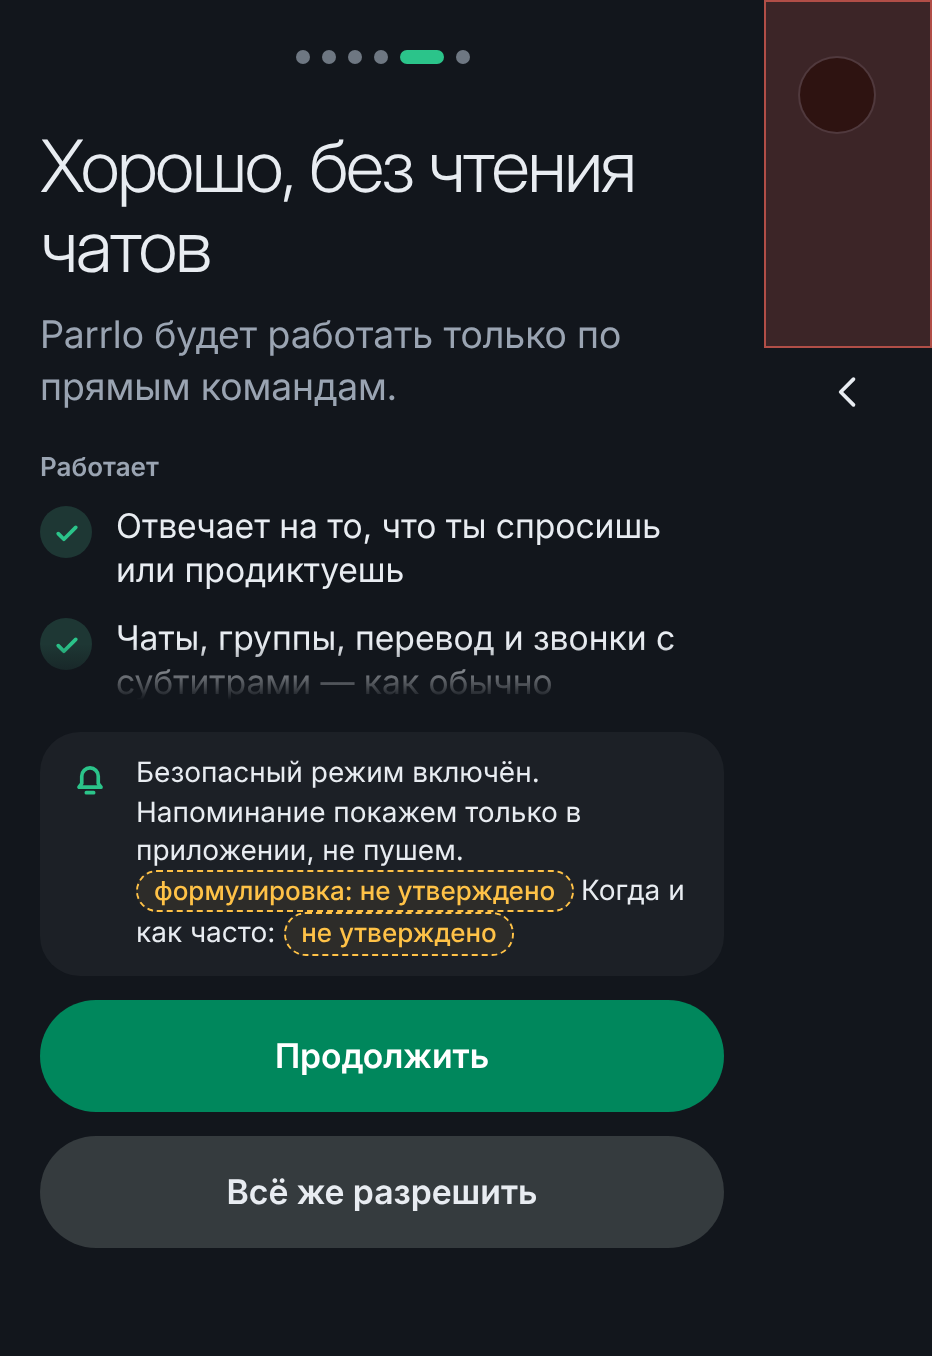 Хорошо, без чтения
чатов
Parrlo будет работать только по
прямым командам.
Работает
Отвечает на то, что ты спросишь
или продиктуешь
Чаты, группы, перевод и звонки с
субтитрами — как обычно
Безопасный режим включён.
Напоминание покажем только в
приложении, не пушем.
формулировка: не утверждено Когда и
как часто: не утверждено
Продолжить
Всё же разрешить